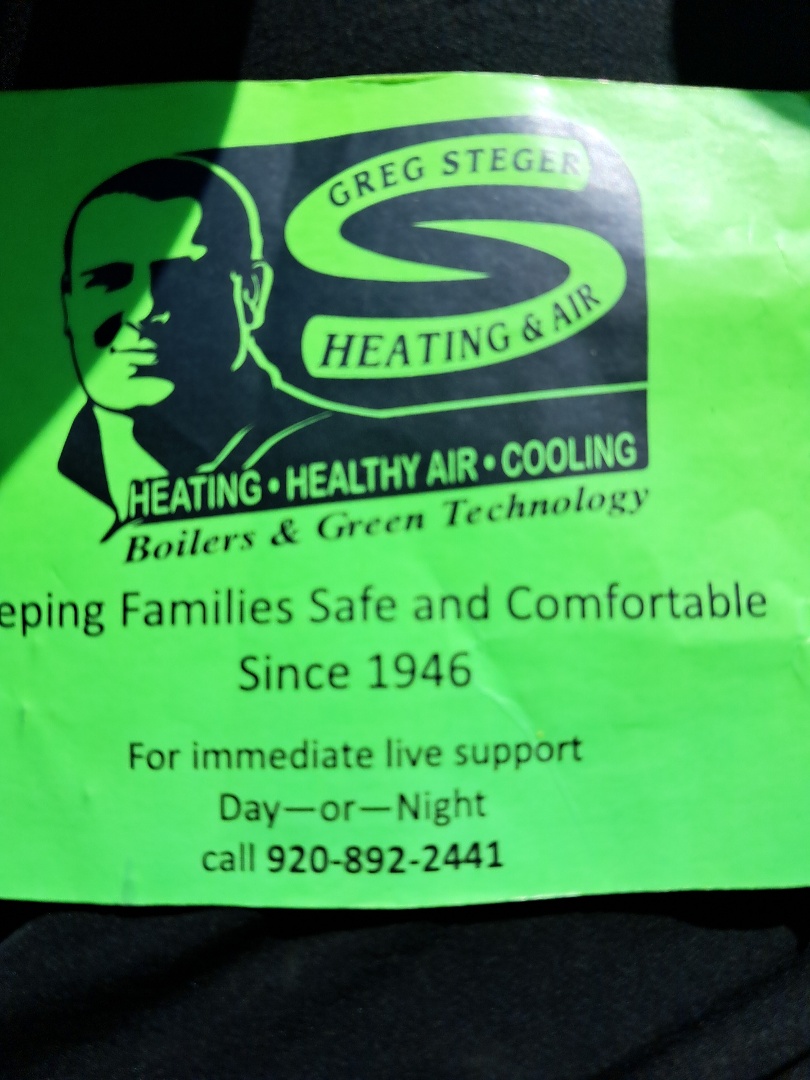 GREG STEGER
HEATING & AIR
HEATING • HEALTHY AIR • COOLING
Boilers & Green Technology
eping Families Safe and Comfortable
Since 1946
For immediate live support
Day—or—Night
call 920-892-2441